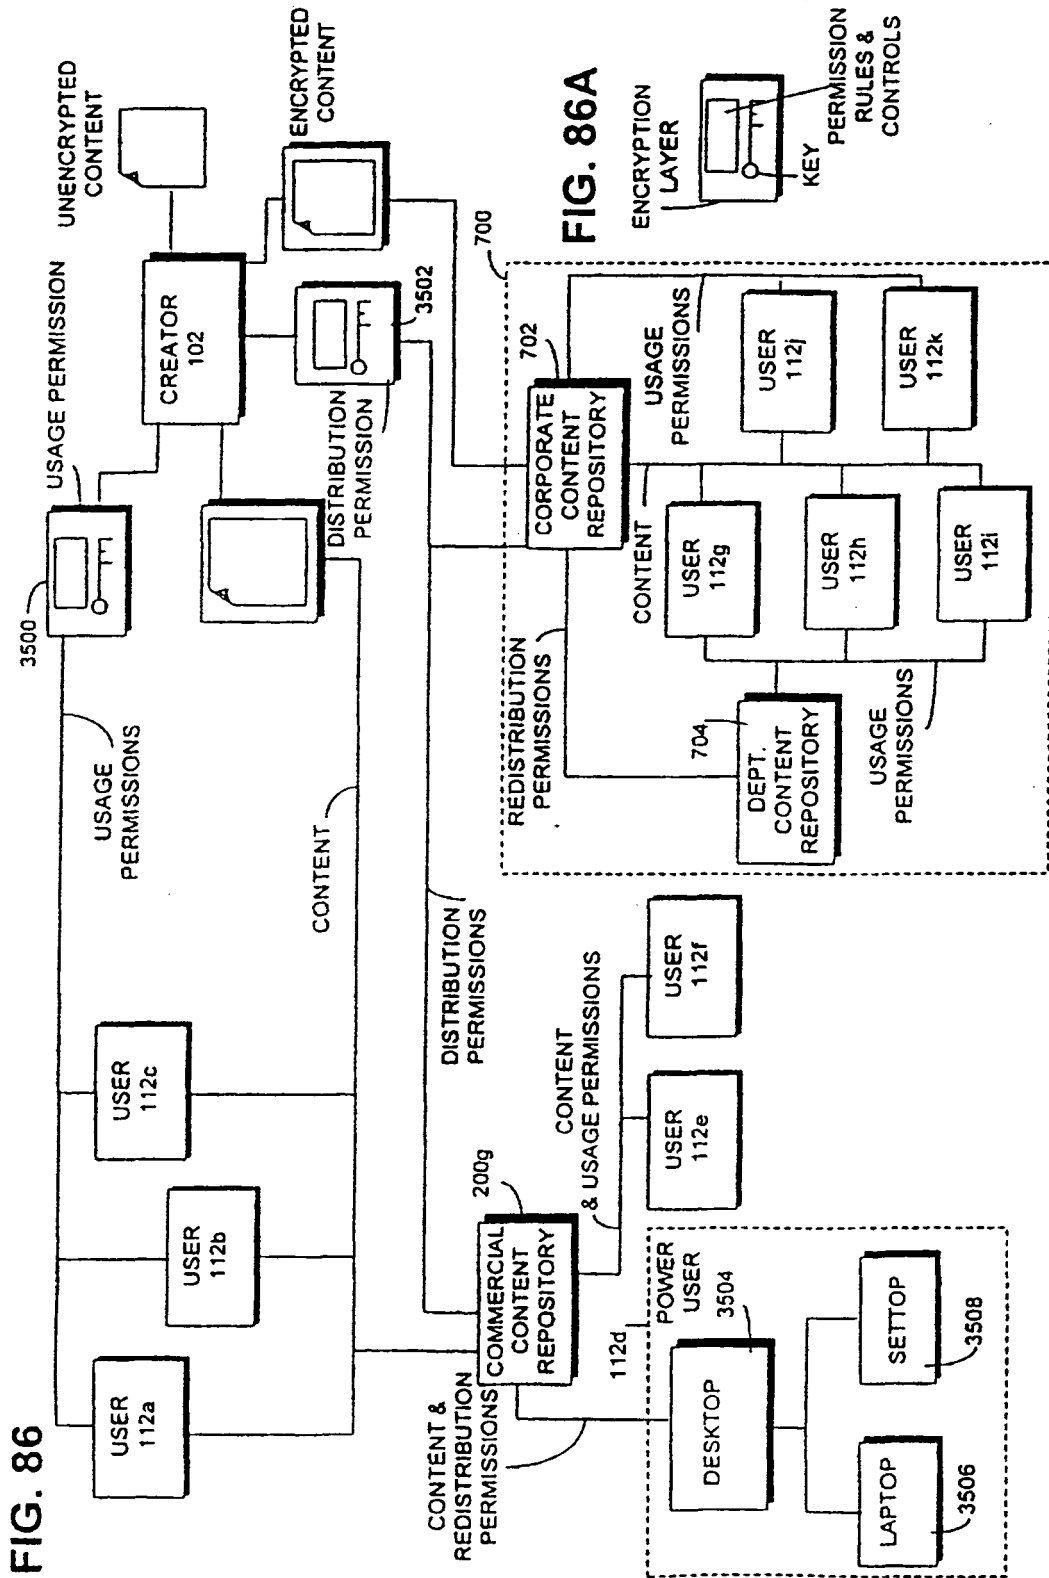 FIG. 86
3500
USAGE PERMISSION
UNENCRYPTED
CONTENT
CREATOR
102
ENCRYPTED
CONTENT
DISTRIBUTION
PERMISSION
3502
USAGE
PERMISSIONS
CONTENT
USER
112a
USER
112b
USER
112c
DISTRIBUTION
PERMISSIONS
COMMERCIAL
CONTENT
REPOSITORY
200g
CONTENT &
REDISTRIBUTION
PERMISSIONS
CONTENT
& USAGE PERMISSIONS
USER
112e
USER
112f
112d
POWER
USER
3504
DESKTOP
LAPTOP
3506
SETTOP
3508
700
702
CORPORATE
CONTENT
REPOSITORY
REDISTRIBUTION
PERMISSIONS
704
DEPT.
CONTENT
REPOSITORY
CONTENT
USAGE
PERMISSIONS
USER
112g
USER
112h
USER
112i
USER
112j
USER
112k
USAGE
PERMISSIONS
FIG. 86A
ENCRYPTION
LAYER
KEY
PERMISSION
RULES &
CONTROLS